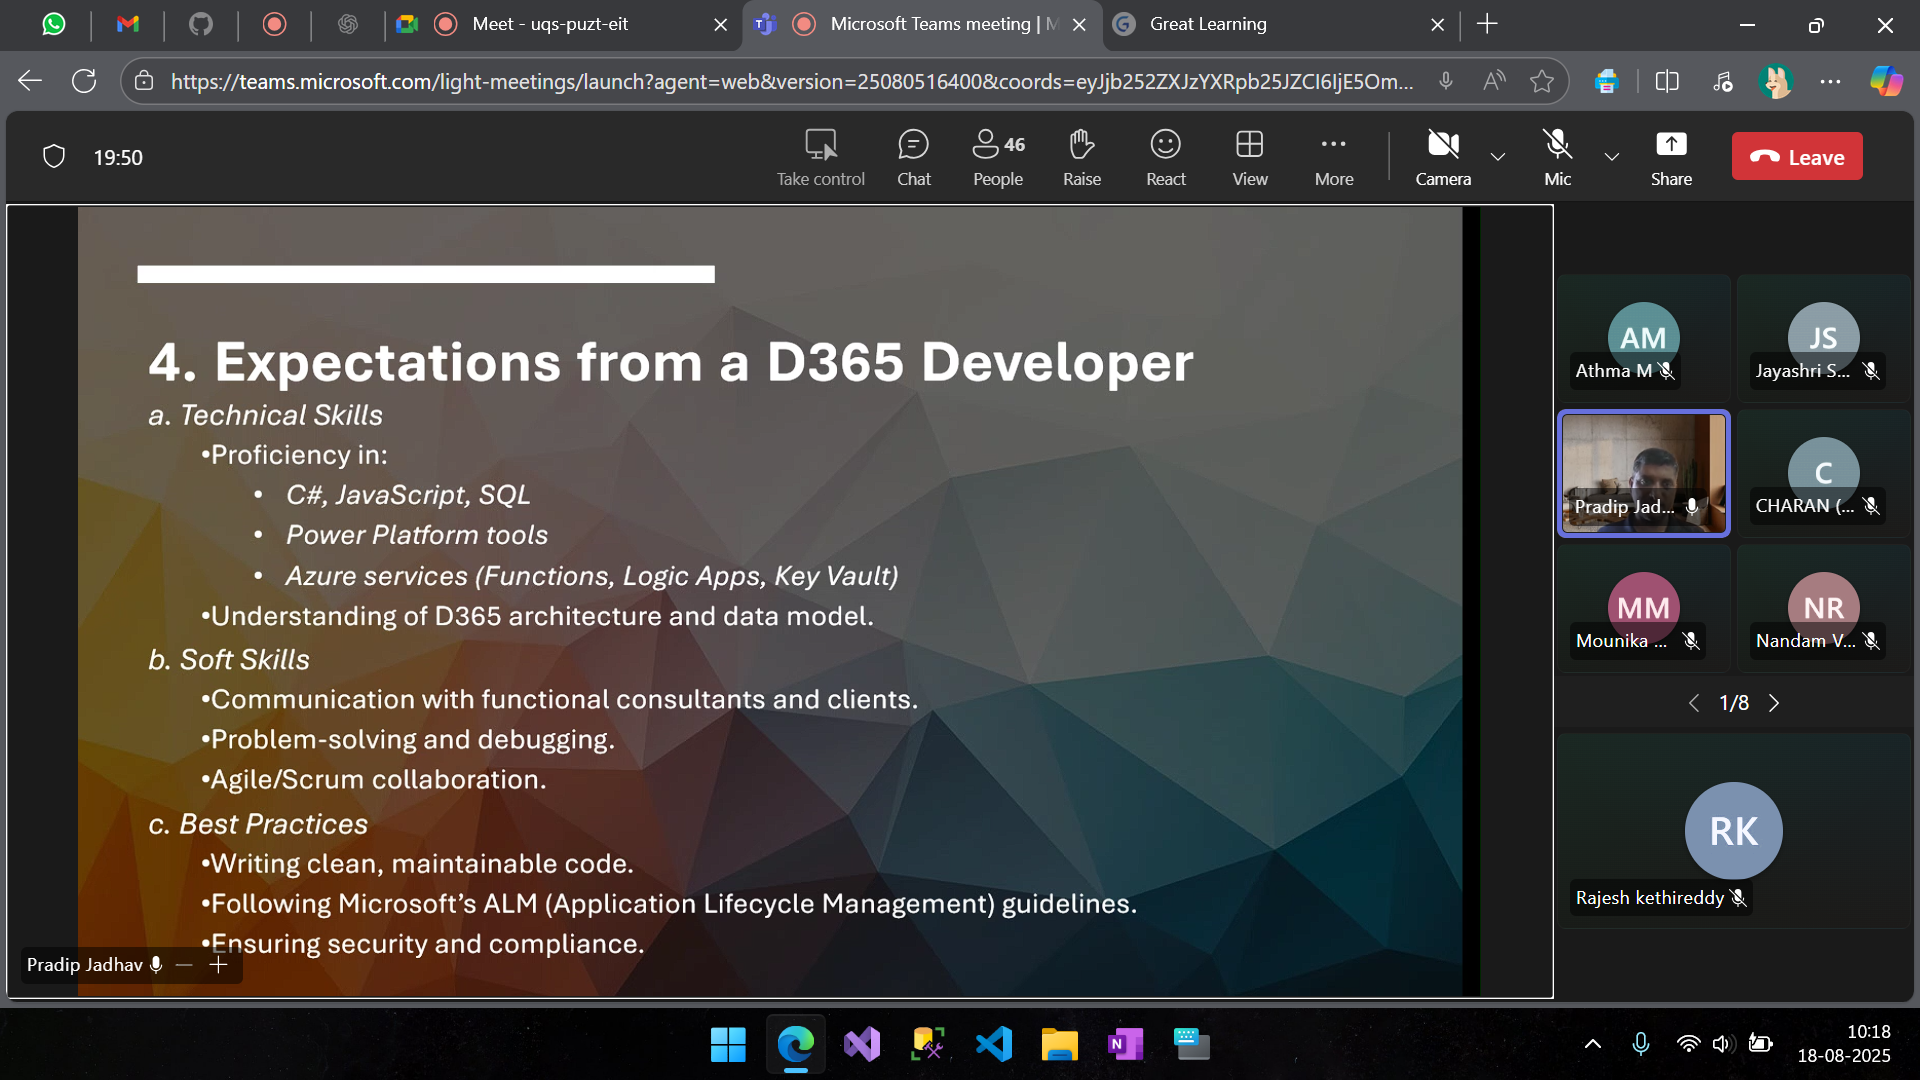 Meet - uqs-puzt-eit
Microsoft Teams meeting | M
Great Learning
https://teams.microsoft.com/light-meetings/launch?agent=web&version=25080516400&coords=eyJjb252ZXJzYXRpb25JZCI6IjE5Om...
19:50
Take control
Chat
46
People
Raise
React
View
More
Camera
Mic
Share
Leave
4. Expectations from a D365 Developer
a. Technical Skills
•Proficiency in:
• C#, JavaScript, SQL
• Power Platform tools
• Azure services (Functions, Logic Apps, Key Vault)
•Understanding of D365 architecture and data model.
b. Soft Skills
•Communication with functional consultants and clients.
•Problem-solving and debugging.
•Agile/Scrum collaboration.
c. Best Practices
•Writing clean, maintainable code.
•Following Microsoft’s ALM (Application Lifecycle Management) guidelines.
•Ensuring security and compliance.
Pradip Jadhav
AM
Athma M
JS
Jayashri S...
Pradip Jad...
C
CHARAN (...
MM
Mounika ...
NR
Nandam V...
1/8
RK
Rajesh kethireddy
10:18
18-08-2025